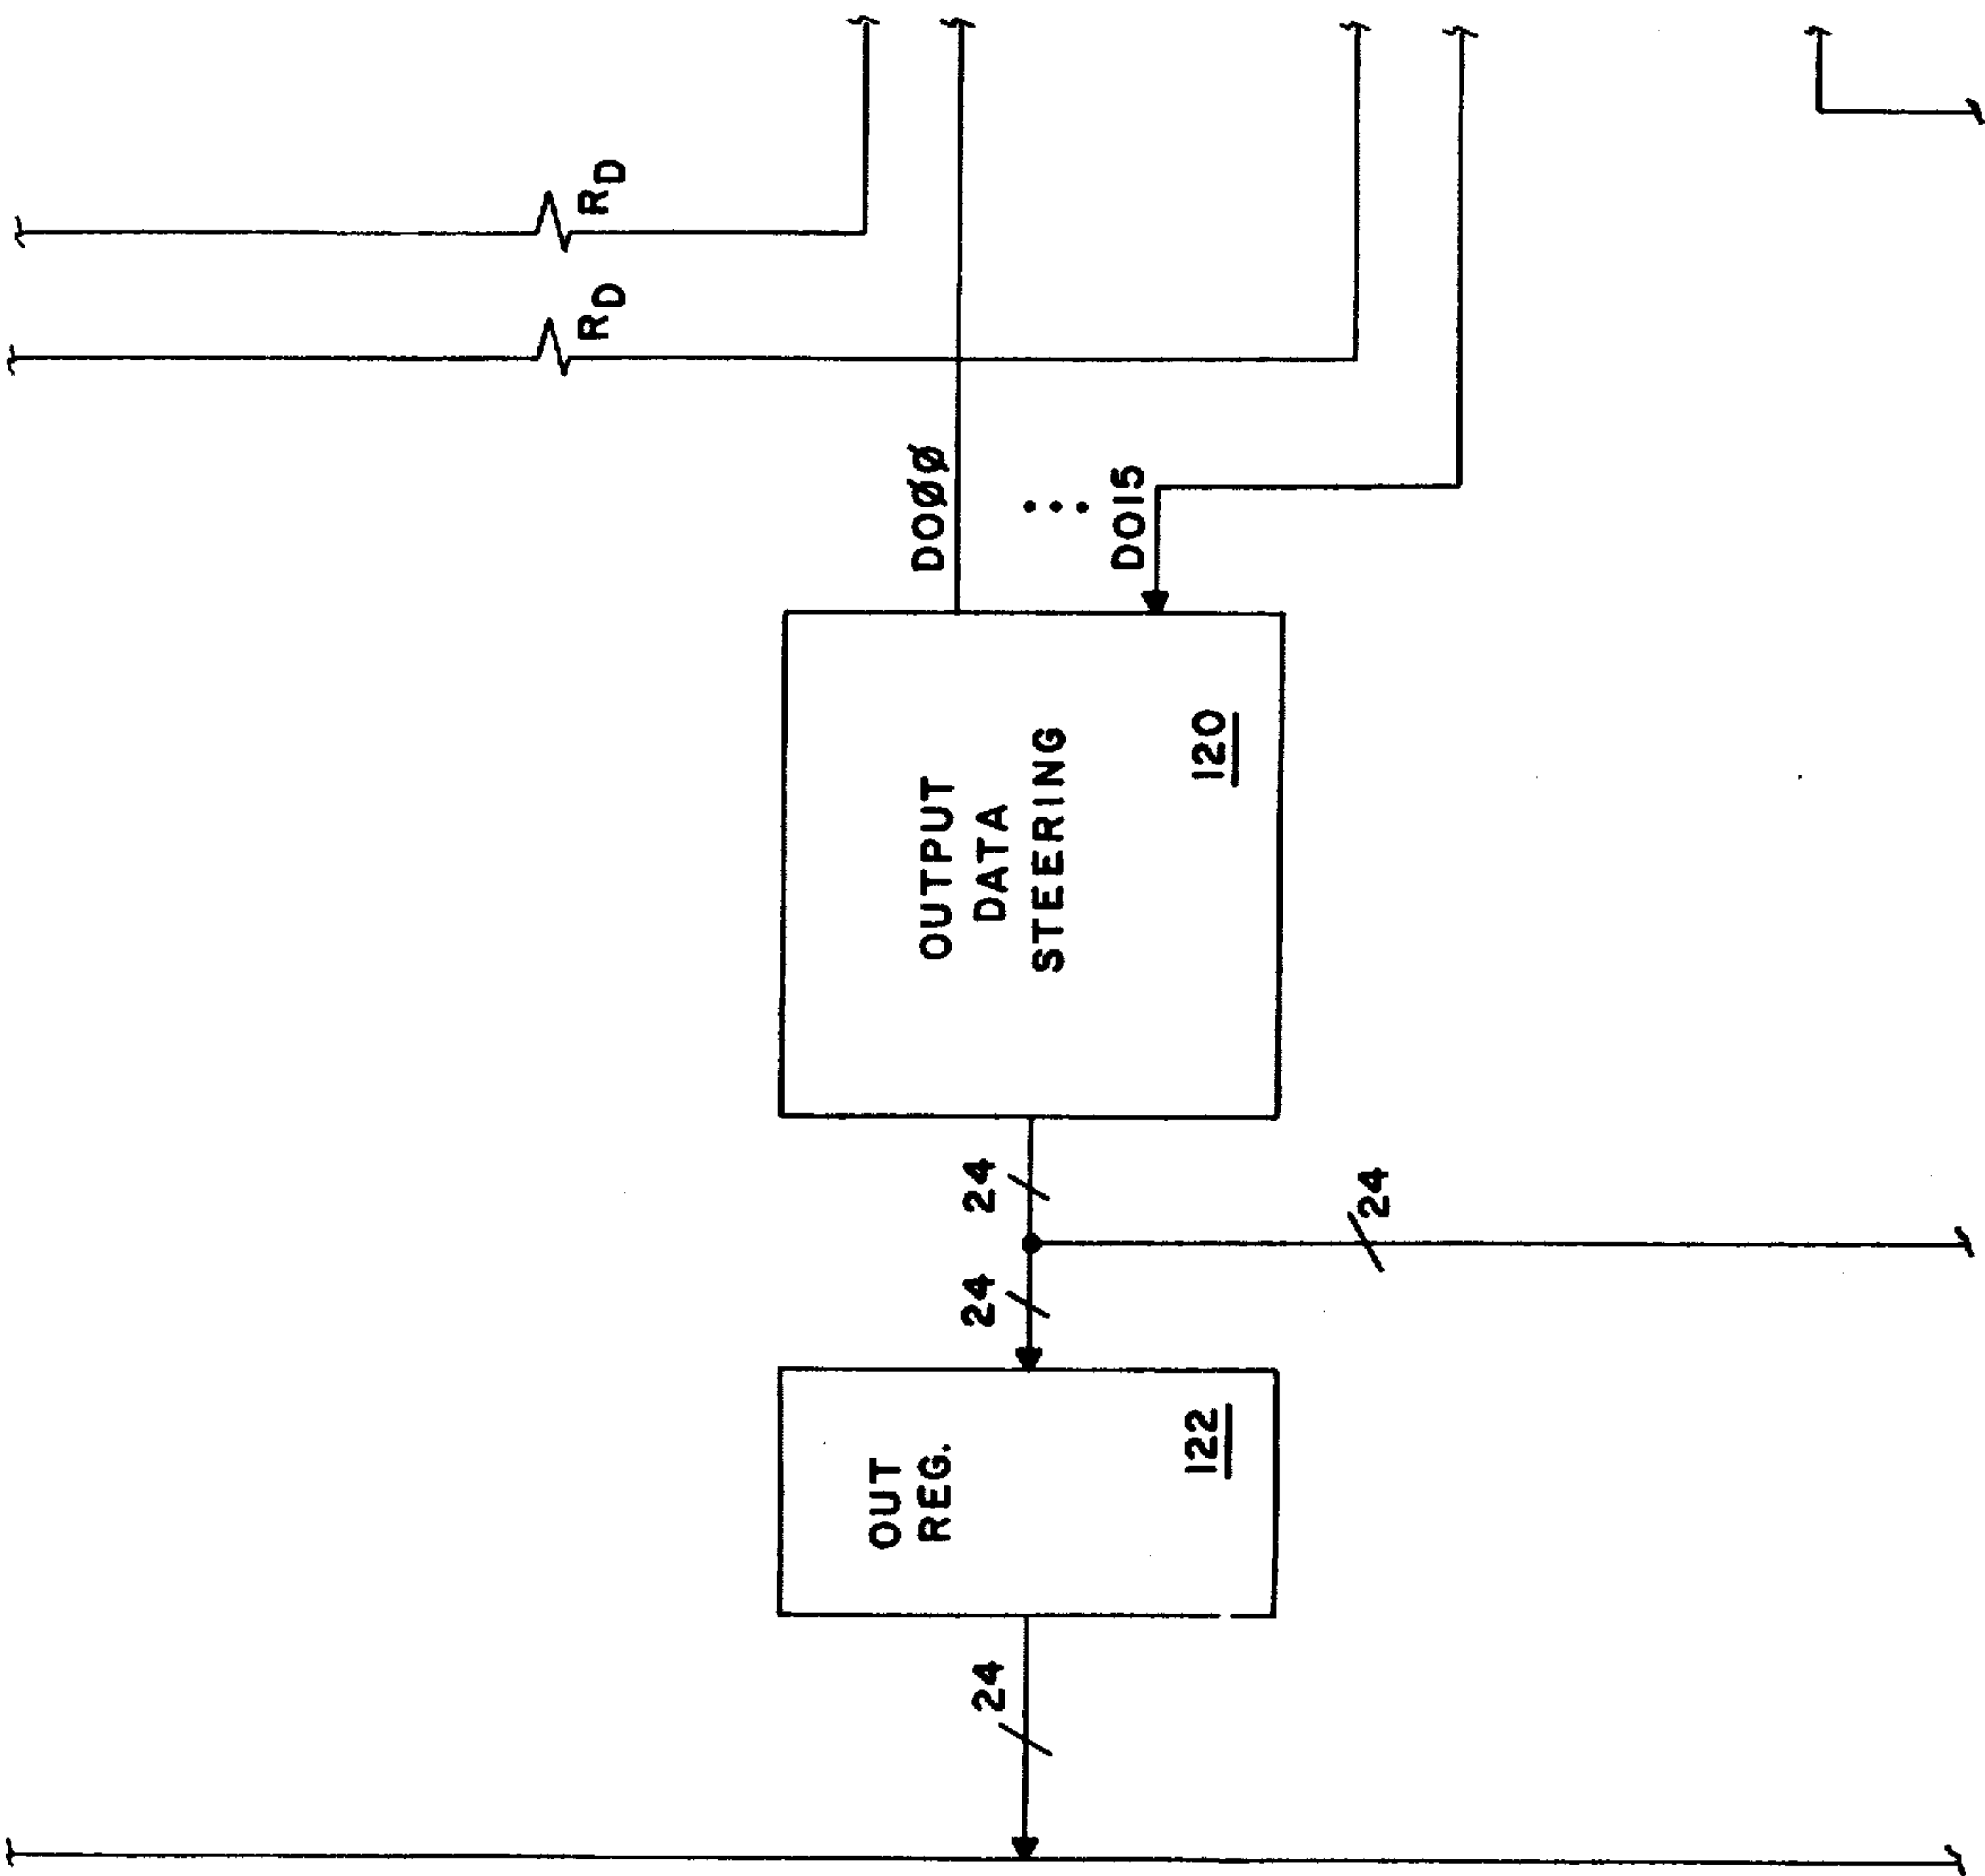 24
OUT
REG.
122
24
24
24
OUTPUT
DATA
STEERING
120
DOØØ
DO15
RD
RD